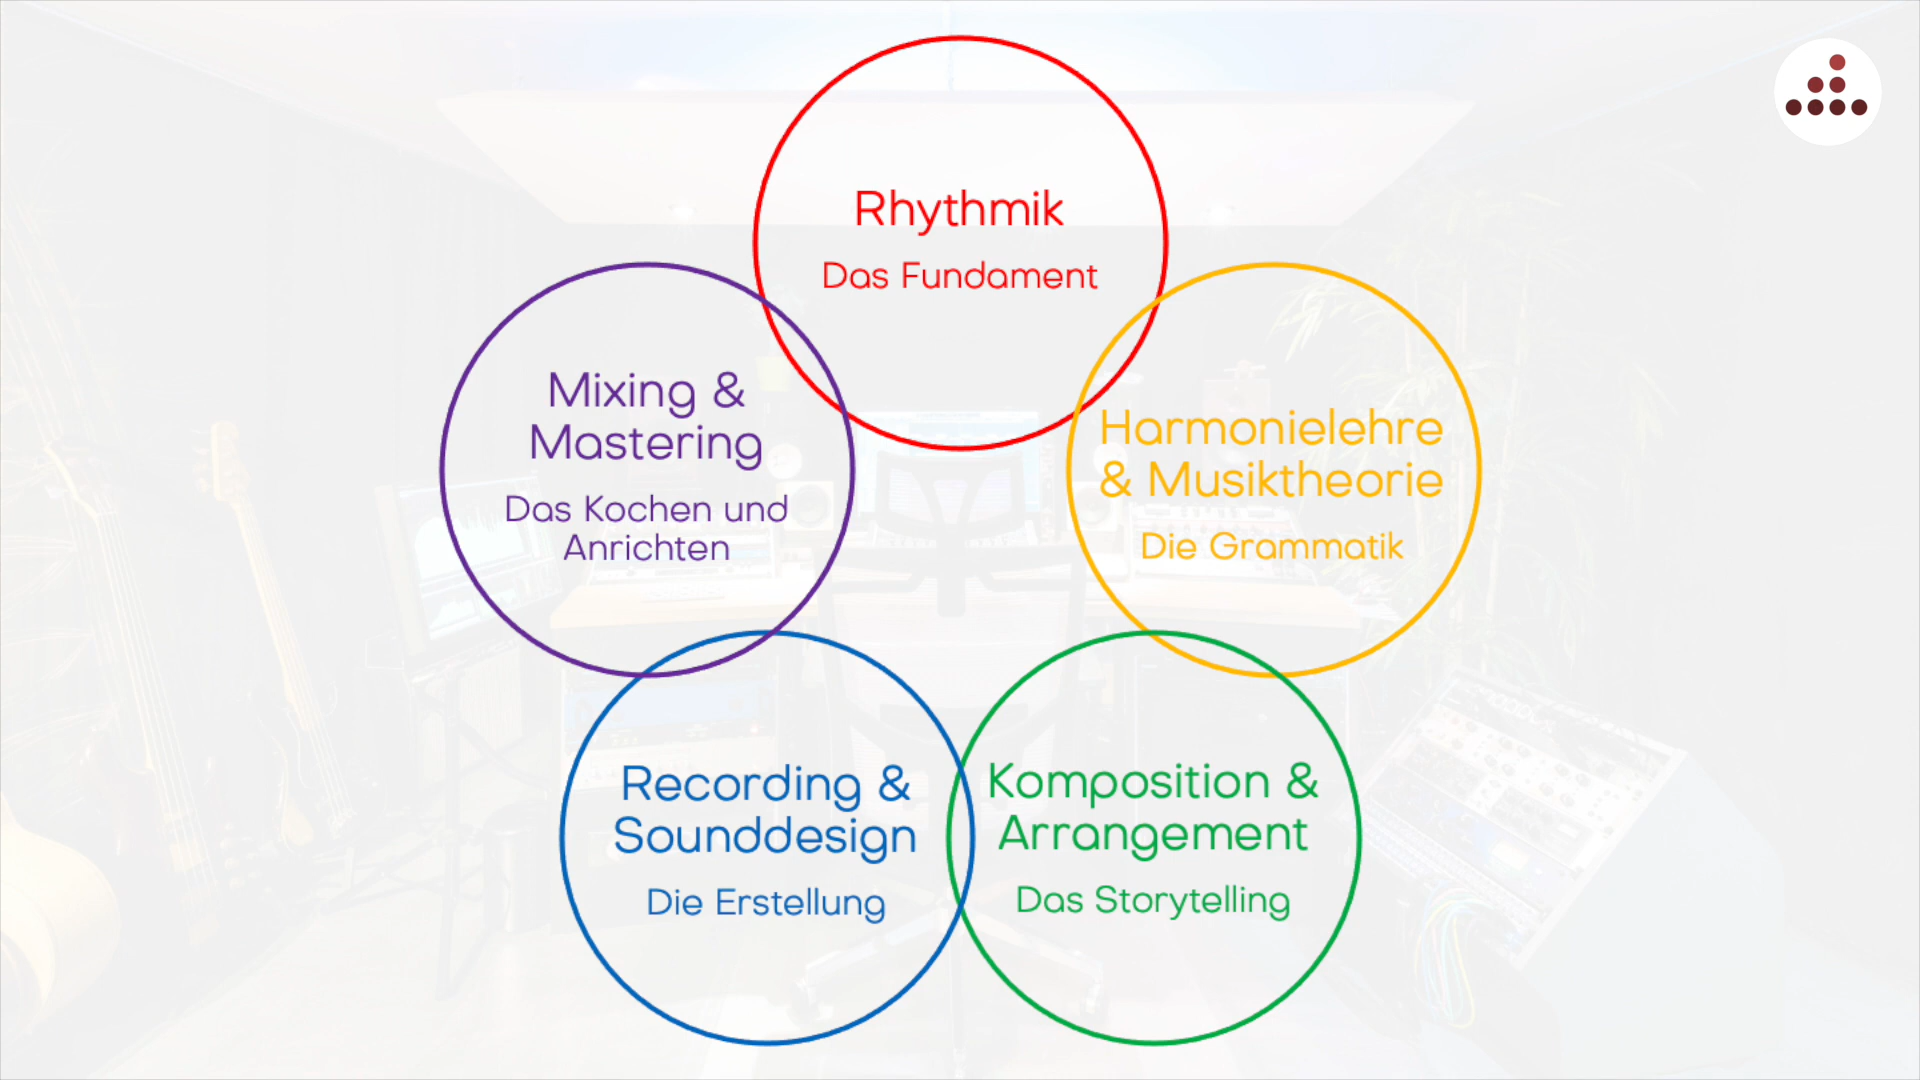 Rhythmik
Das Fundament
Harmonielehre
& Musiktheorie
Die Grammatik
Komposition &
Arrangement
Das Storytelling
Recording &
Sounddesign
Die Erstellung
Mixing &
Mastering
Das Kochen und
Anrichten